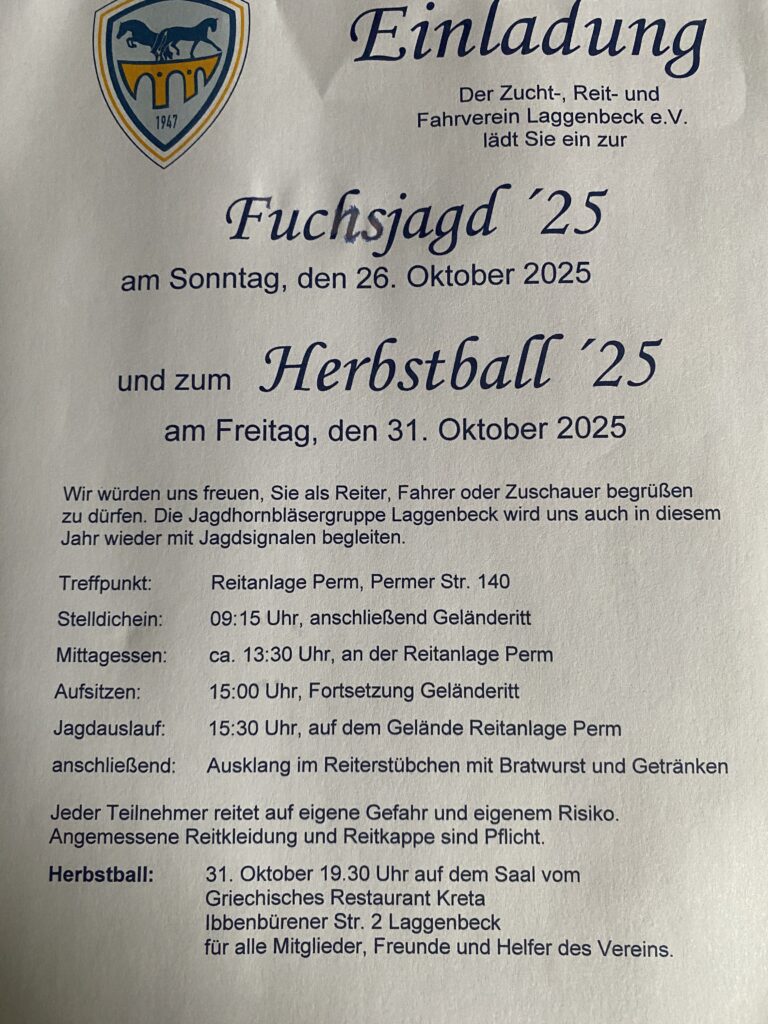 1947
Einladung
Der Zucht-, Reit- und
Fahrverein Laggenbeck e.V.
lädt Sie ein zur
Fuchsjagd ´25
am Sonntag, den 26. Oktober 2025
und zum Herbstball ´25
am Freitag, den 31. Oktober 2025
Wir würden uns freuen, Sie als Reiter, Fahrer oder Zuschauer begrüßen
zu dürfen. Die Jagdhornbläsergruppe Laggenbeck wird uns auch in diesem
Jahr wieder mit Jagdsignalen begleiten.
Treffpunkt: Reitanlage Perm, Permer Str. 140
Stelldichein: 09:15 Uhr, anschließend Geländeritt
Mittagessen: ca. 13:30 Uhr, an der Reitanlage Perm
Aufsitzen: 15:00 Uhr, Fortsetzung Geländeritt
Jagdauslauf: 15:30 Uhr, auf dem Gelände Reitanlage Perm
anschließend: Ausklang im Reiterstübchen mit Bratwurst und Getränken
Jeder Teilnehmer reitet auf eigene Gefahr und eigenem Risiko.
Angemessene Reitkleidung und Reitkappe sind Pflicht.
Herbstball: 31. Oktober 19.30 Uhr auf dem Saal vom
Griechisches Restaurant Kreta
Ibbenbürener Str. 2 Laggenbeck
für alle Mitglieder, Freunde und Helfer des Vereins.